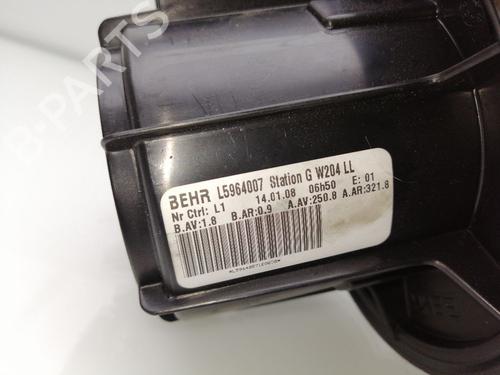 B-PARTS
BEHR L5964007 Station G W204 LL
Nr Ctrl: L1 14.01.08 06h50 E: 01
B.AV:1.8 B.AR:0.9 A.AV:250.8 A.AR:321.8